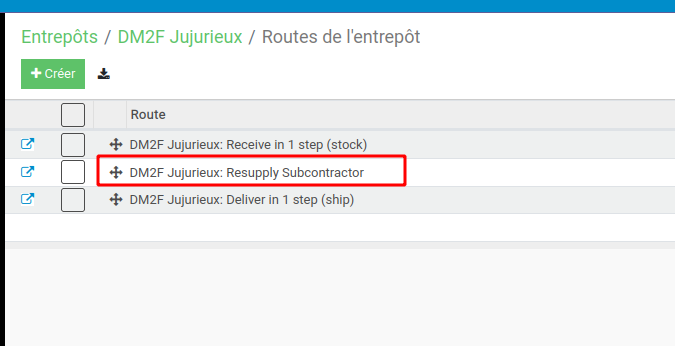 Entrepôts / DM2F Jujurieux / Routes de l'entrepôt
Créer
Route
DM2F Jujurieux: Receive in 1 step (stock)
DM2F Jujurieux: Resupply Subcontractor
DM2F Jujurieux: Deliver in 1 step (ship)